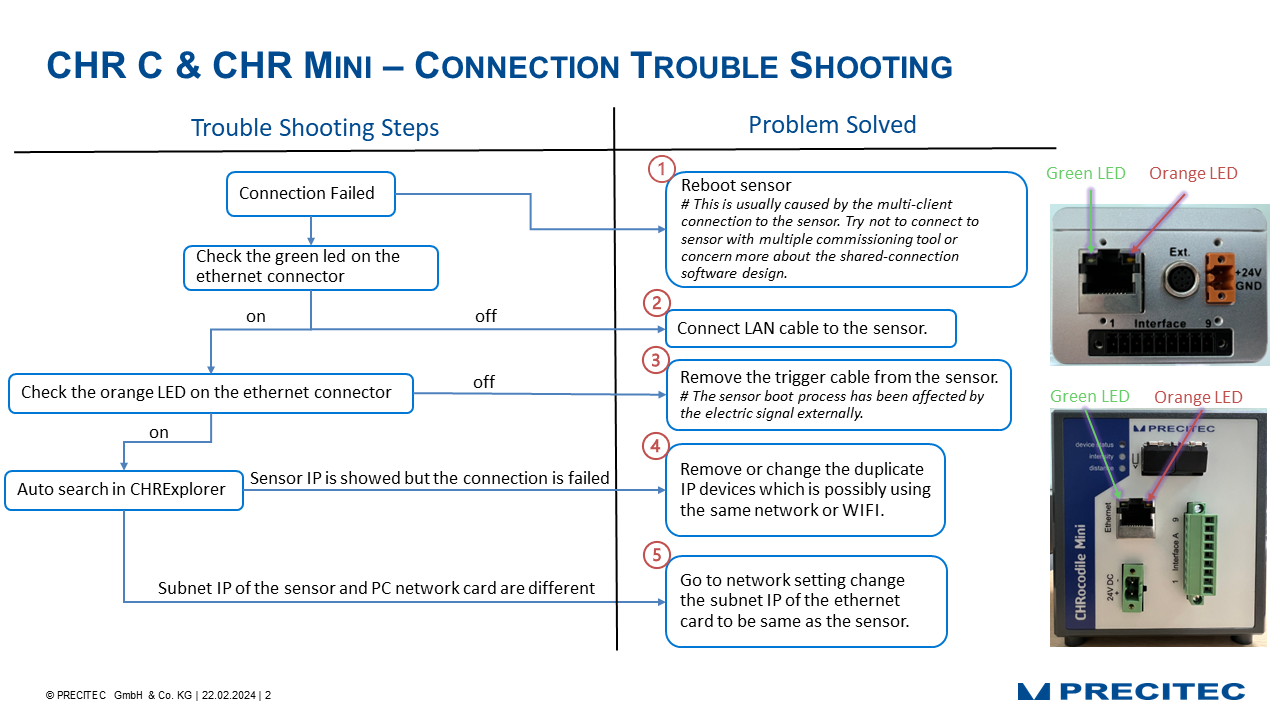 CHR C & CHR MINI – CONNECTION TROUBLE SHOOTING
Trouble Shooting Steps
Problem Solved
Connection Failed
Check the green led on the
ethernet connector
on
off
Check the orange LED on the ethernet connector
off
on
Auto search in CHRExplorer
Sensor IP is showed but the connection is failed
Subnet IP of the sensor and PC network card are different
1
Reboot sensor
# This is usually caused by the multi-client
connection to the sensor. Try not to connect to
sensor with multiple commissioning tool or
concern more about the shared-connection
software design.
2
Connect LAN cable to the sensor.
3
Remove the trigger cable from the sensor.
# The sensor boot process has been affected by
the electric signal externally.
4
Remove or change the duplicate
IP devices which is possibly using
the same network or WIFI.
5
Go to network setting change
the subnet IP of the ethernet
card to be same as the sensor.
Green LED
Orange LED
Ext.
+24V
GND
1 Interface 9
Green LED
Orange LED
PRECITEC
device status
intensity
distance
Ethernet
1 Interface A 9
24V DC
- +
CHRocodile Mini
© PRECITEC GmbH & Co. KG | 22.02.2024 | 2
PRECITEC